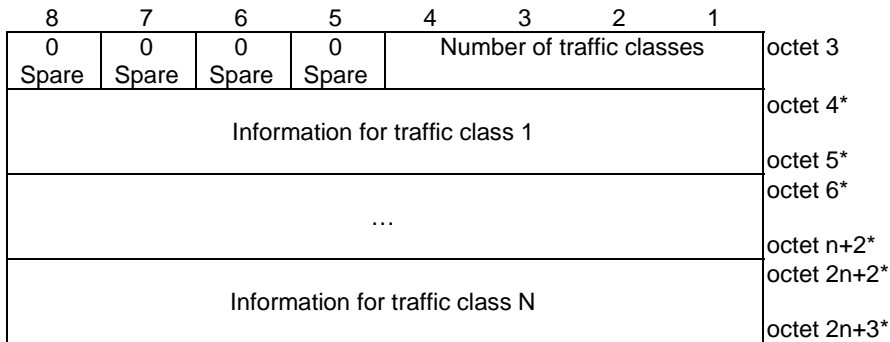 8 7 6 5 4 3 2 1
0 0 0 0 Number of traffic classes octet 3
Spare Spare Spare Spare
octet 4*
Information for traffic class 1
octet 5*
octet 6*
…
octet n+2*
octet 2n+2*
Information for traffic class N
octet 2n+3*